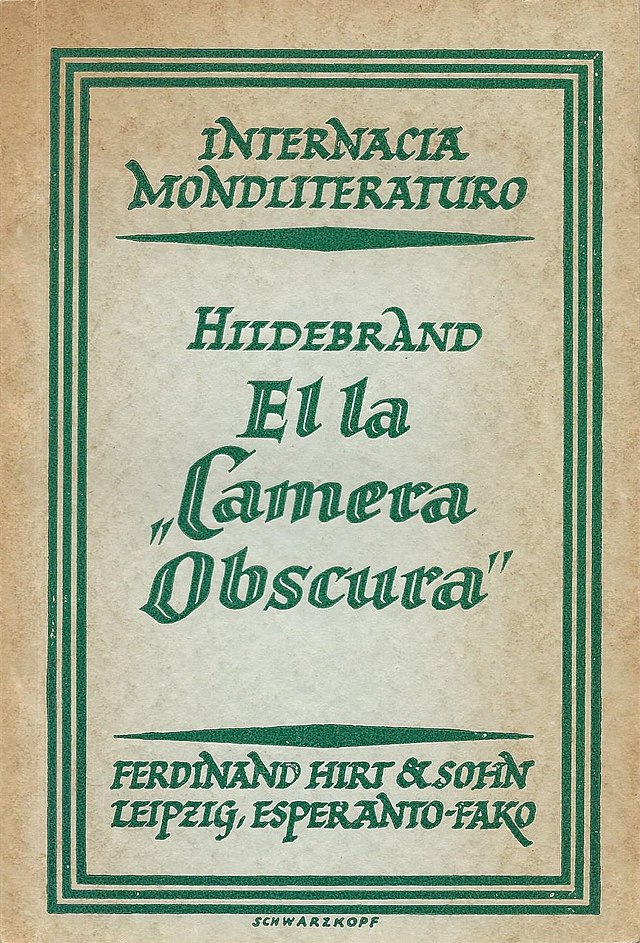 INTERNACIA
MONDLITERATURO
HILDEBRAND
El la
„Camera
Obscura"
FERDINAND HIRT & SOHN
LEIPZIG, ESPERANTO-FAKO
SCHWARZKOPF